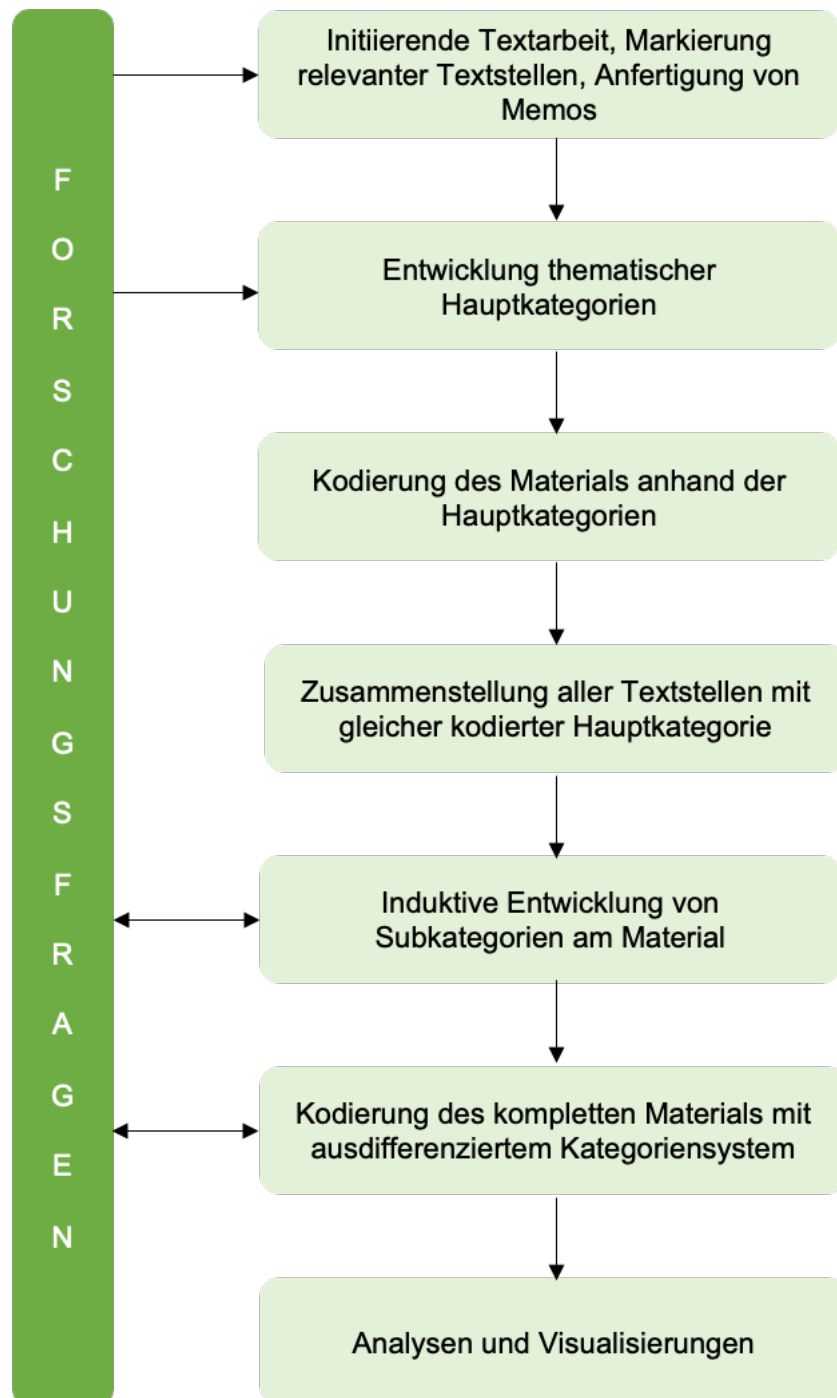 FORSCHUNGSFRAGEN
Initiierende Textarbeit, Markierung
relevanter Textstellen, Anfertigung von
Memos
Entwicklung thematischer
Hauptkategorien
Kodierung des Materials anhand der
Hauptkategorien
Zusammenstellung aller Textstellen mit
gleicher kodierter Hauptkategorie
Induktive Entwicklung von
Subkategorien am Material
Kodierung des kompletten Materials mit
ausdifferenziertem Kategoriensystem
Analysen und Visualisierungen